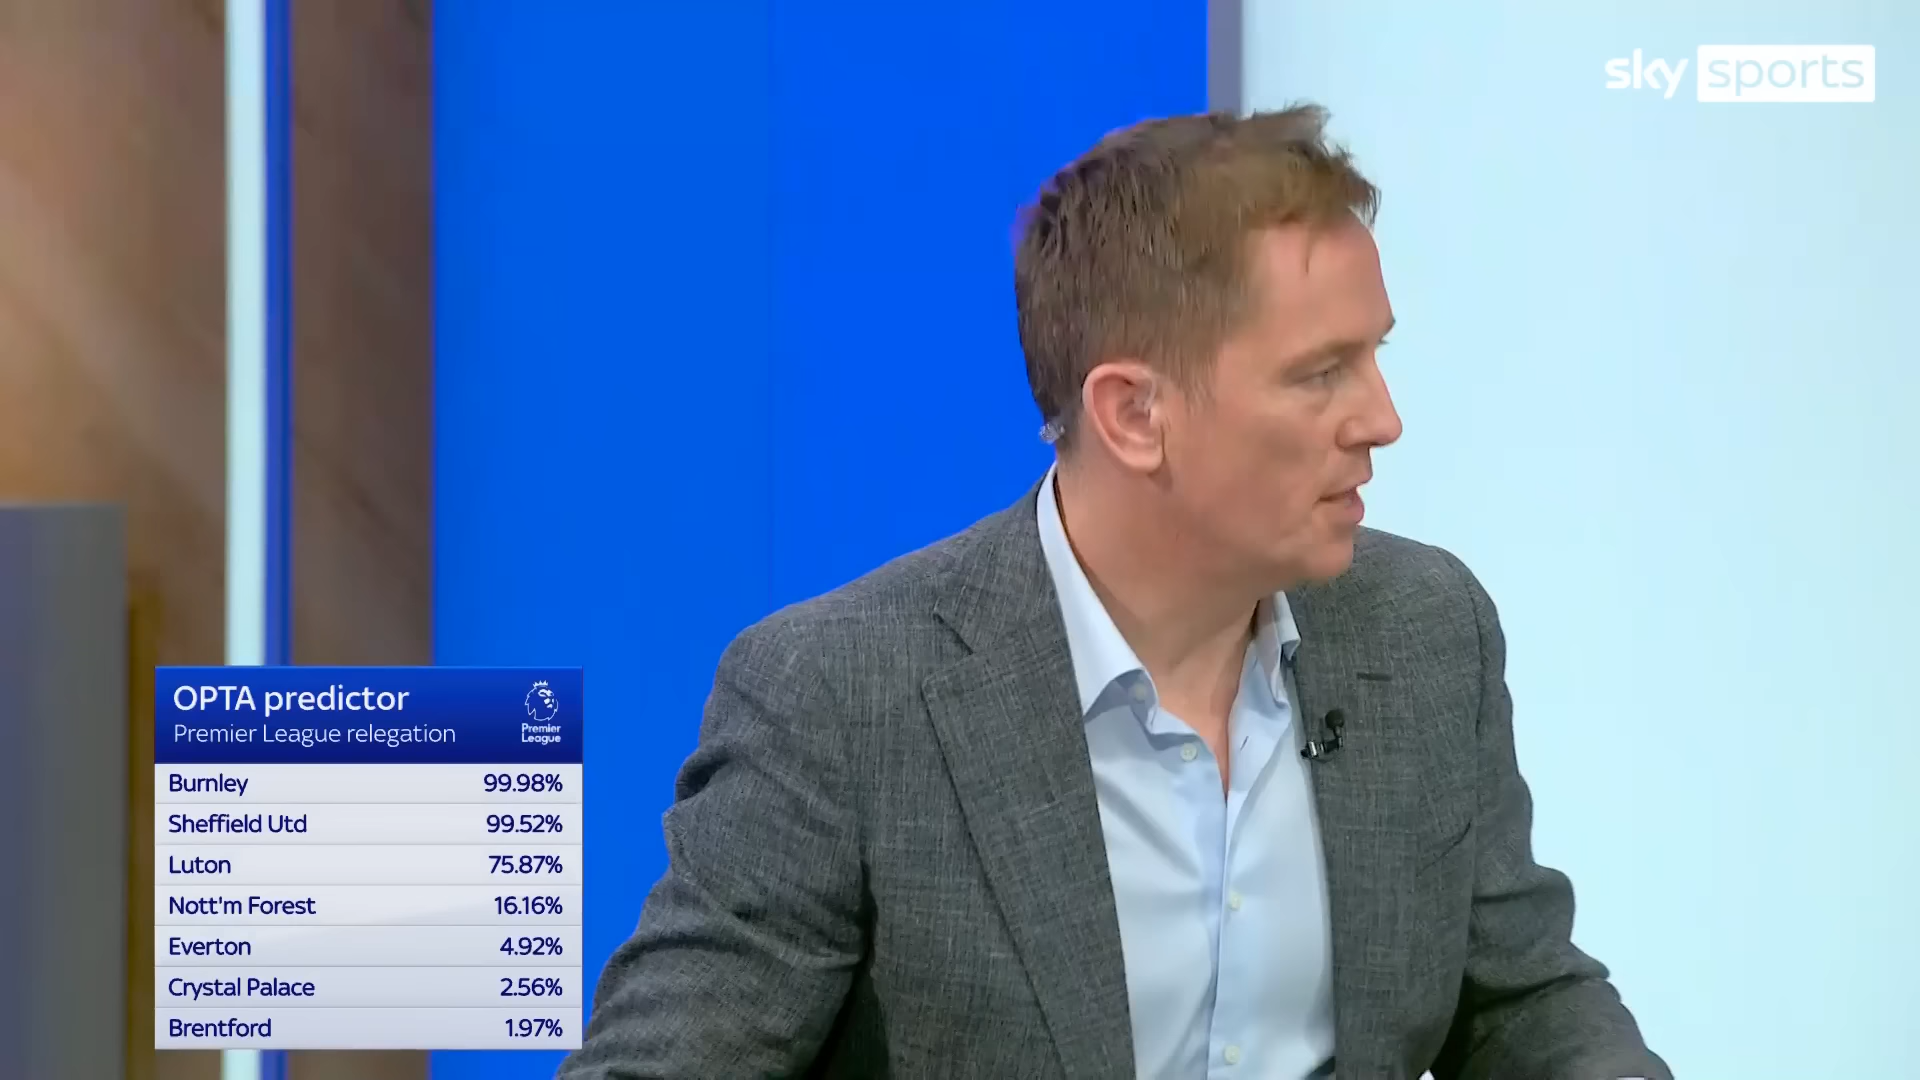 sky sports
OPTA predictor
Premier League relegation
Premier
League
Burnley 99.98%
Sheffield Utd 99.52%
Luton 75.87%
Nott'm Forest 16.16%
Everton 4.92%
Crystal Palace 2.56%
Brentford 1.97%